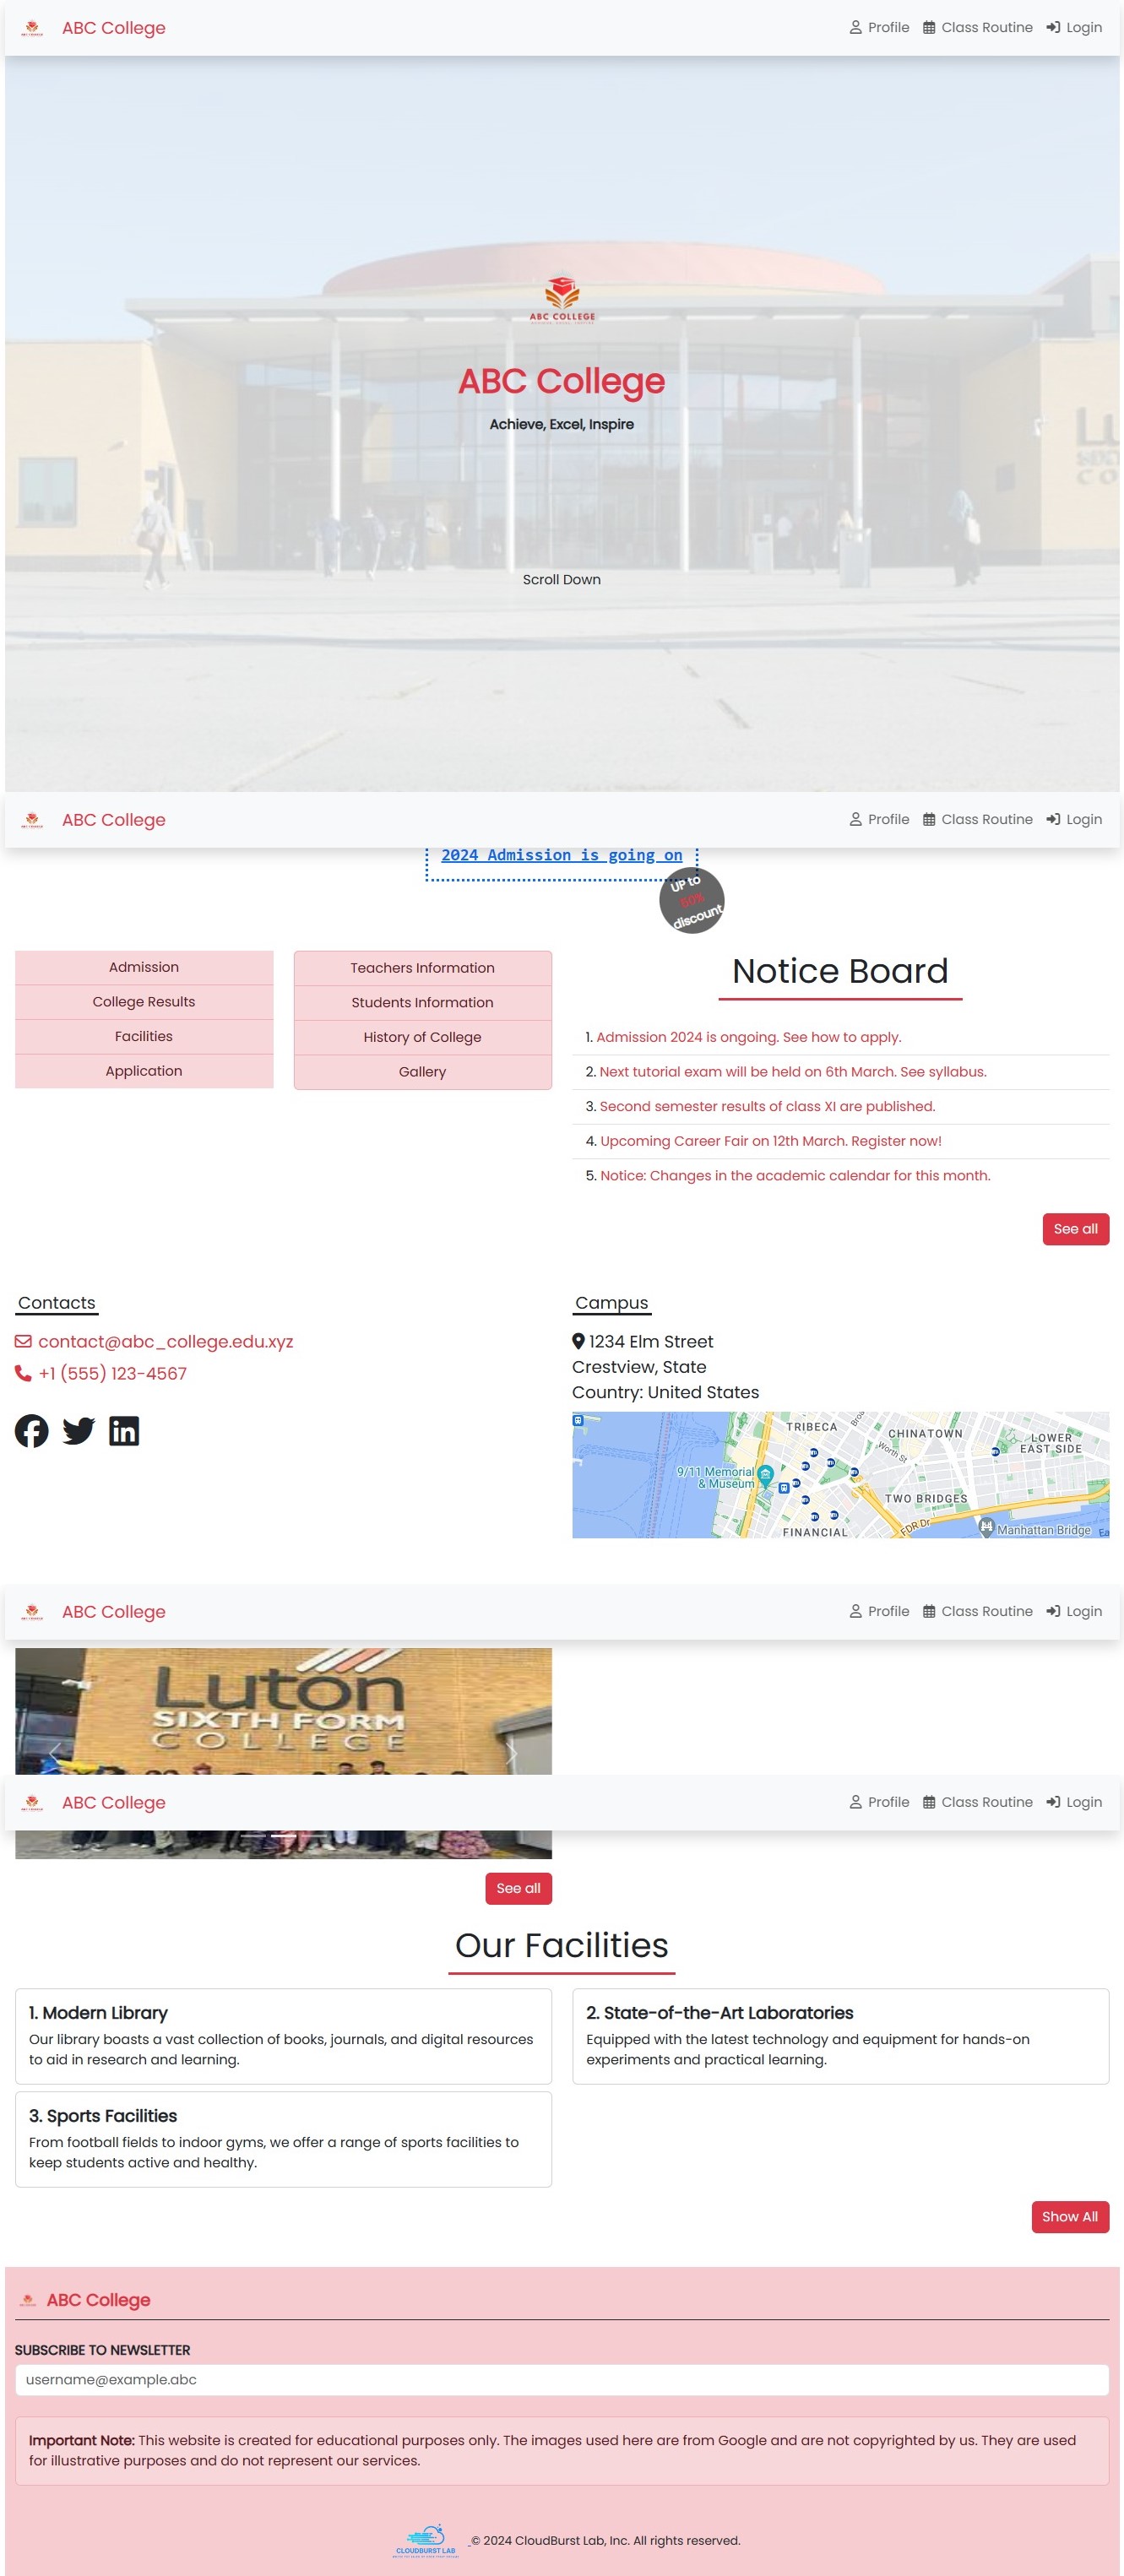 ABC College
Profile
Class Routine
Login
ABC COLLEGE
ABC College
Achieve, Excel, Inspire
Scroll Down
ABC College
Profile
Class Routine
Login
2024 Admission is going on
UP to
50%
discount
Admission
College Results
Facilities
Application
Teachers Information
Students Information
History of College
Gallery
Notice Board
1. Admission 2024 is ongoing. See how to apply.
2. Next tutorial exam will be held on 6th March. See syllabus.
3. Second semester results of class XI are published.
4. Upcoming Career Fair on 12th March. Register now!
5. Notice: Changes in the academic calendar for this month.
See all
Contacts
contact@abc_college.edu.xyz
+1 (555) 123-4567
Campus
1234 Elm Street
Crestview, State
Country: United States
TRIBECA
CHINATOWN
LOWER
EAST SIDE
Worth St
9/11 Memorial
& Museum
TWO BRIDGES
FINANCIAL
FDR Dr
Manhattan Bridge
ABC College
Profile
Class Routine
Login
Luton
SIXTH FORM
COLLEGE
ABC College
Profile
Class Routine
Login
See all
Our Facilities
1. Modern Library
Our library boasts a vast collection of books, journals, and digital resources
to aid in research and learning.
2. State-of-the-Art Laboratories
Equipped with the latest technology and equipment for hands-on
experiments and practical learning.
3. Sports Facilities
From football fields to indoor gyms, we offer a range of sports facilities to
keep students active and healthy.
Show All
ABC College
SUBSCRIBE TO NEWSLETTER
username@example.abc
Important Note: This website is created for educational purposes only. The images used here are from Google and are not copyrighted by us. They are used
for illustrative purposes and do not represent our services.
CLOUDBURST LAB
© 2024 CloudBurst Lab, Inc. All rights reserved.